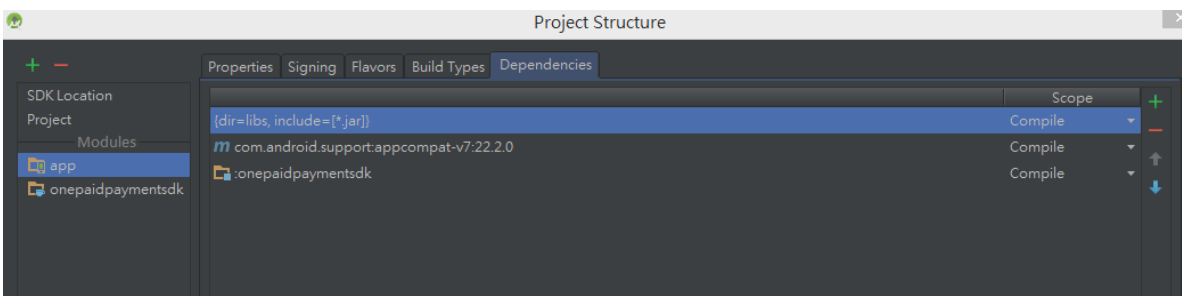 Project Structure
Properties Signing Flavors Build Types Dependencies
SDK Location
Project
Modules
app
onepaidpaymentsdk
Scope
{dir=libs, include=[*.jar]} Compile
m com.android.support:appcompat-v7:22.2.0 Compile
:onepaidpaymentsdk Compile